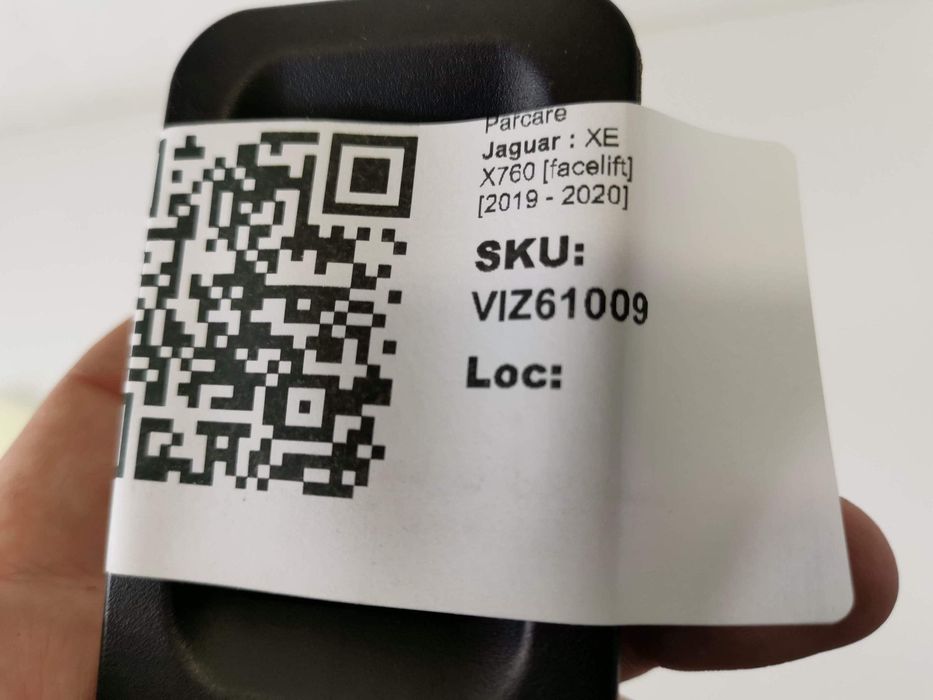 Parcare
Jaguar : XE
X760 [facelift]
[2019 - 2020]
SKU:
VIZ61009
Loc: